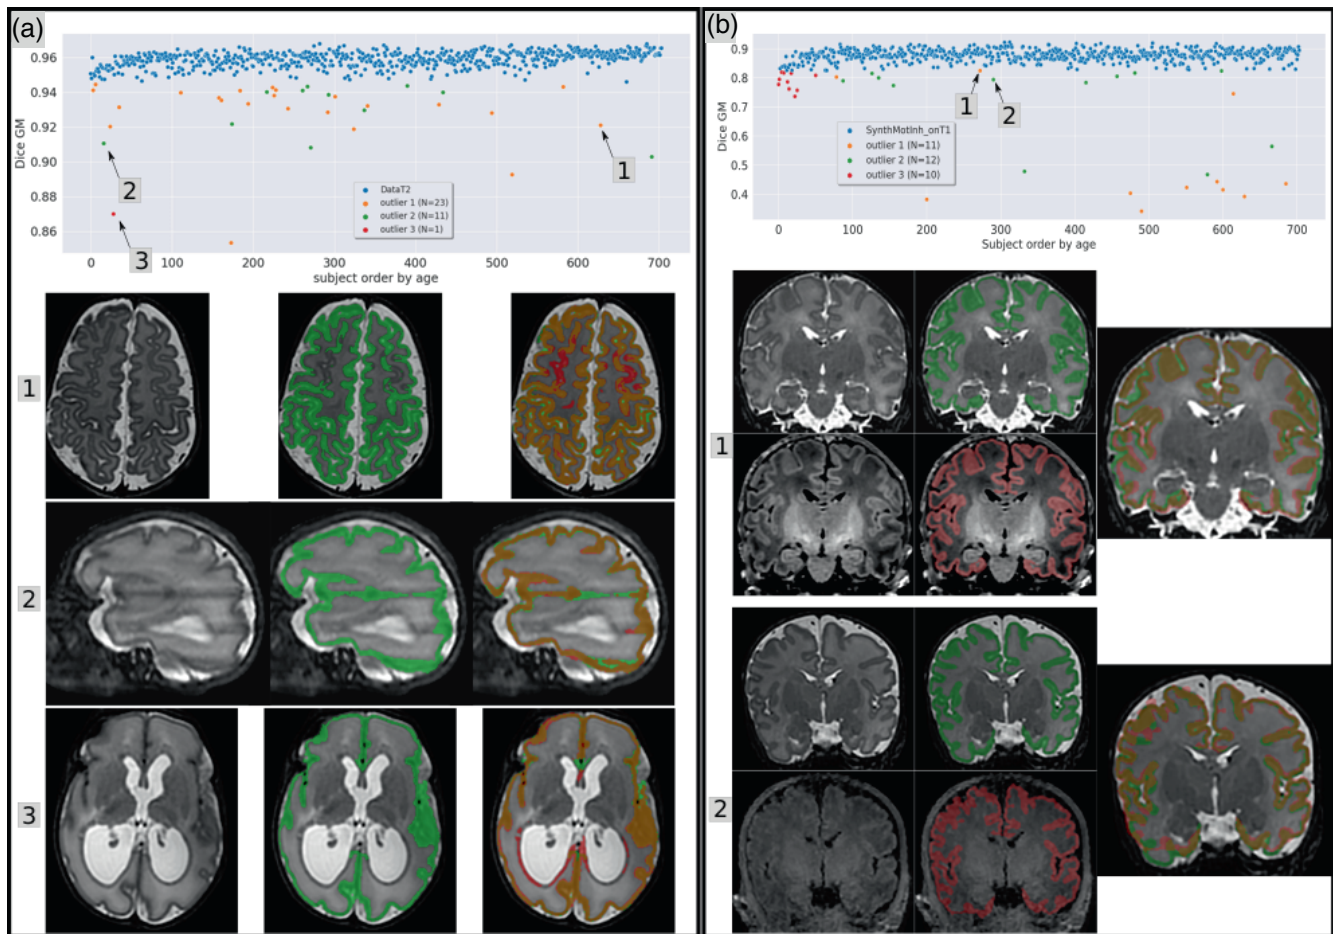 (a)
0.96
0.94
0.92
0.90
0.88
0.86
Dice GM
1
2
3
DataT2
outlier 1 (N=23)
outlier 2 (N=11)
outlier 3 (N=1)
0 100 200 300 400 500 600 700
subject order by age
1
2
3
(b)
0.9
0.8
0.7
0.6
0.5
0.4
Dice GM
1
2
SynthMotInh_onT1
outlier 1 (N=11)
outlier 2 (N=12)
outlier 3 (N=10)
0 100 200 300 400 500 600 700
Subject order by age
1
2